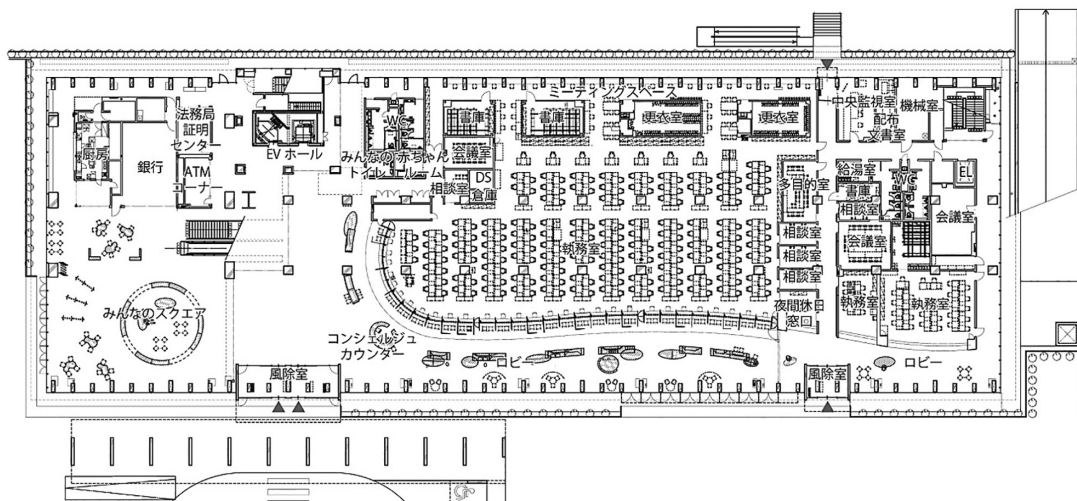 ミーティングスペース
中央監視室
機械室
配布
文書室
法務局
証明
センター
書庫
書庫
更衣室
更衣室
WC
厨房
銀行
EV ホール
みんなの
トイレ
赤ちゃん
ルーム
会議室
相談室
DS
倉庫
ATM
コーナー
多目的室
給湯室
書庫
相談室
WC
EL
会議室
相談室
相談室
相談室
会議室
執務室
執務室
執務室
夜間休日
窓口
みんなのスクエア
コンシェルジュ
カウンター
ロビー
ロビー
風除室
風除室